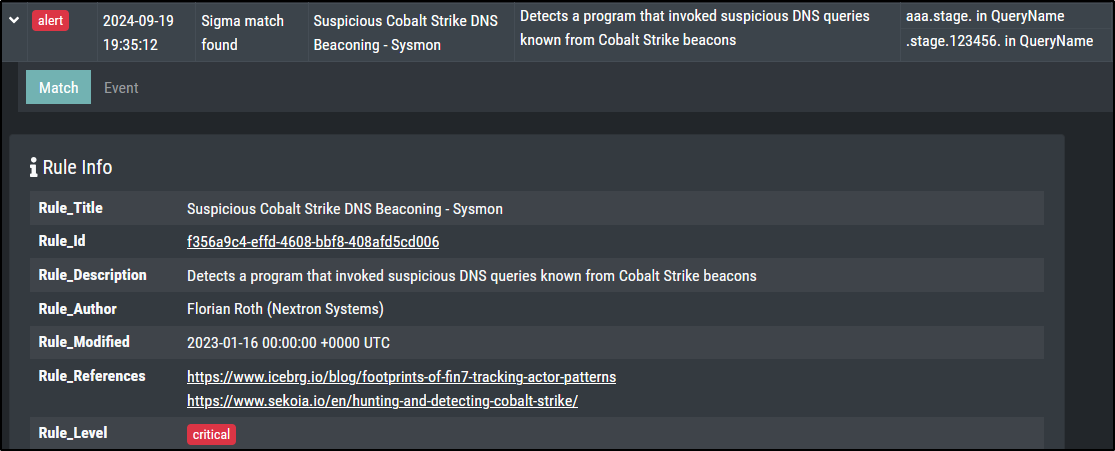 alert
2024-09-19
19:35:12
Sigma match
found
Suspicious Cobalt Strike DNS
Beaconing - Sysmon
Detects a program that invoked suspicious DNS queries
known from Cobalt Strike beacons
aaa.stage. in QueryName
.stage.123456. in QueryName
Match Event
Rule Info
Rule_Title Suspicious Cobalt Strike DNS Beaconing - Sysmon
Rule_Id f356a9c4-effd-4608-bbf8-408afd5cd006
Rule_Description Detects a program that invoked suspicious DNS queries known from Cobalt Strike beacons
Rule_Author Florian Roth (Nextron Systems)
Rule_Modified 2023-01-16 00:00:00 +0000 UTC
Rule_References https://www.icebrg.io/blog/footprints-of-fin7-tracking-actor-patterns
https://www.sekoia.io/en/hunting-and-detecting-cobalt-strike/
Rule_Level critical